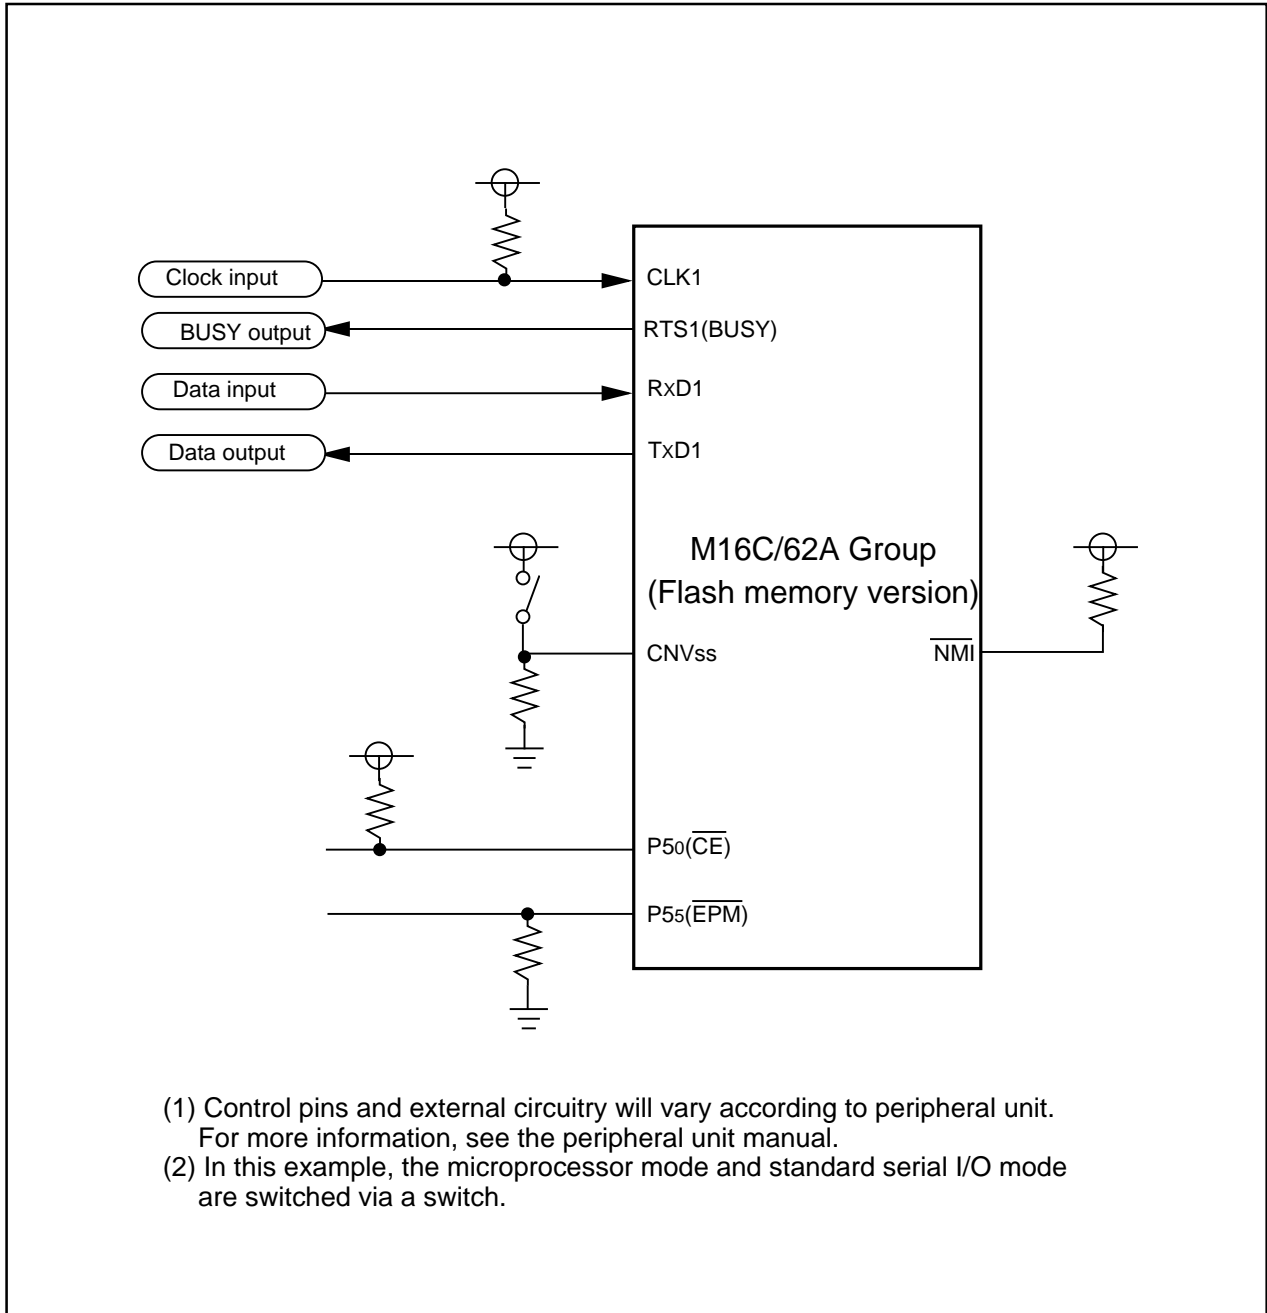 Clock input
CLK1
BUSY output
RTS1(BUSY)
Data input
RxD1
Data output
TxD1
M16C/62A Group
(Flash memory version)
CNVss
NMI
P50(CE)
P55(EPM)
(1) Control pins and external circuitry will vary according to peripheral unit.
For more information, see the peripheral unit manual.
(2) In this example, the microprocessor mode and standard serial I/O mode
are switched via a switch.